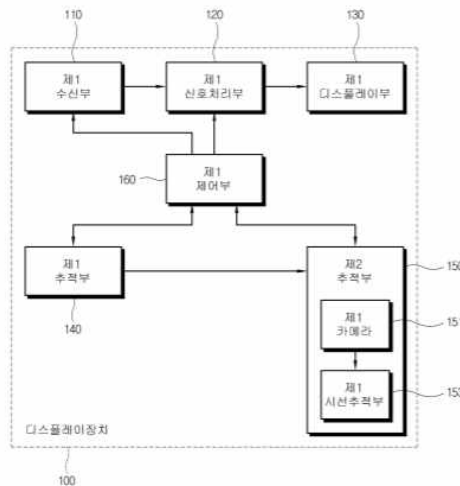 110
120
130
제1
수신부
제1
신호처리부
제1
디스플레이부
160
제1
제어부
제1
추적부
140
제2
추적부
150
제1
카메라
151
제1
시선추적부
디스플레이장치
100